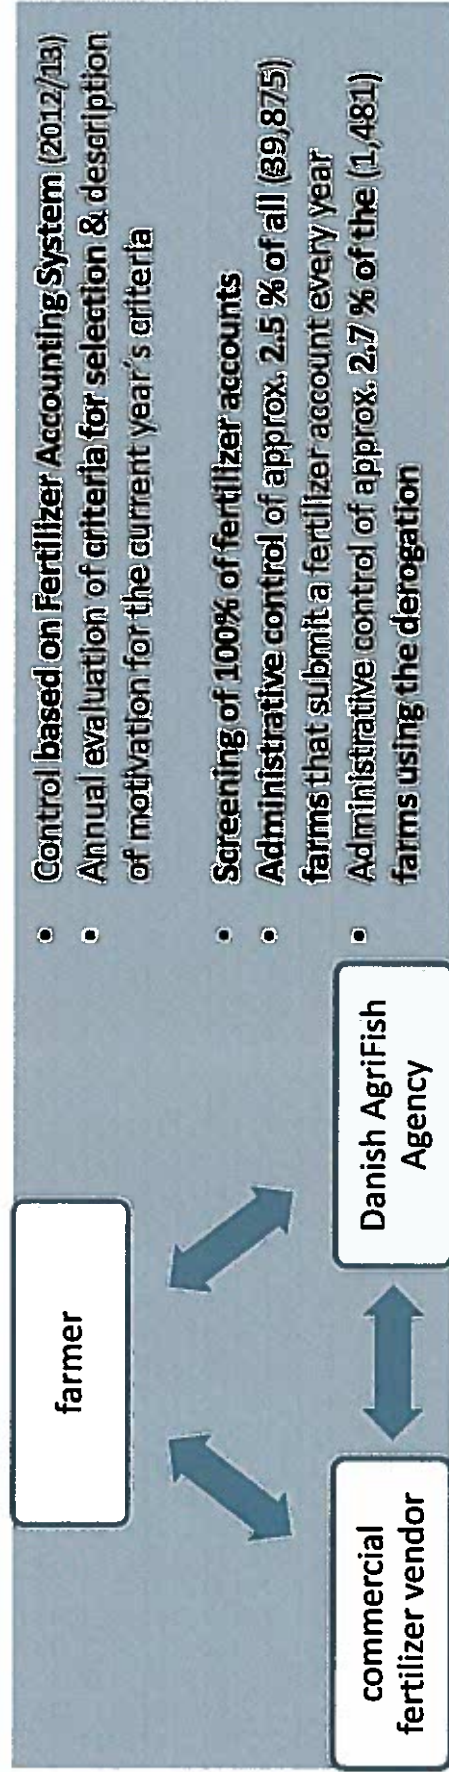 farmer
commercial
fertilizer vendor
Danish AgriFish
Agency
• Control based on Fertilizer Accounting System (2012/13)
• Annual evaluation of criteria for selection & description
of motivation for the current year's criteria
• Screening of 100% of fertilizer accounts
• Administrative control of approx. 2.5 % of all (39,875)
farms that submit a fertilizer account every year
• Administrative control of approx. 2.7 % of the (1,481)
farms using the derogation